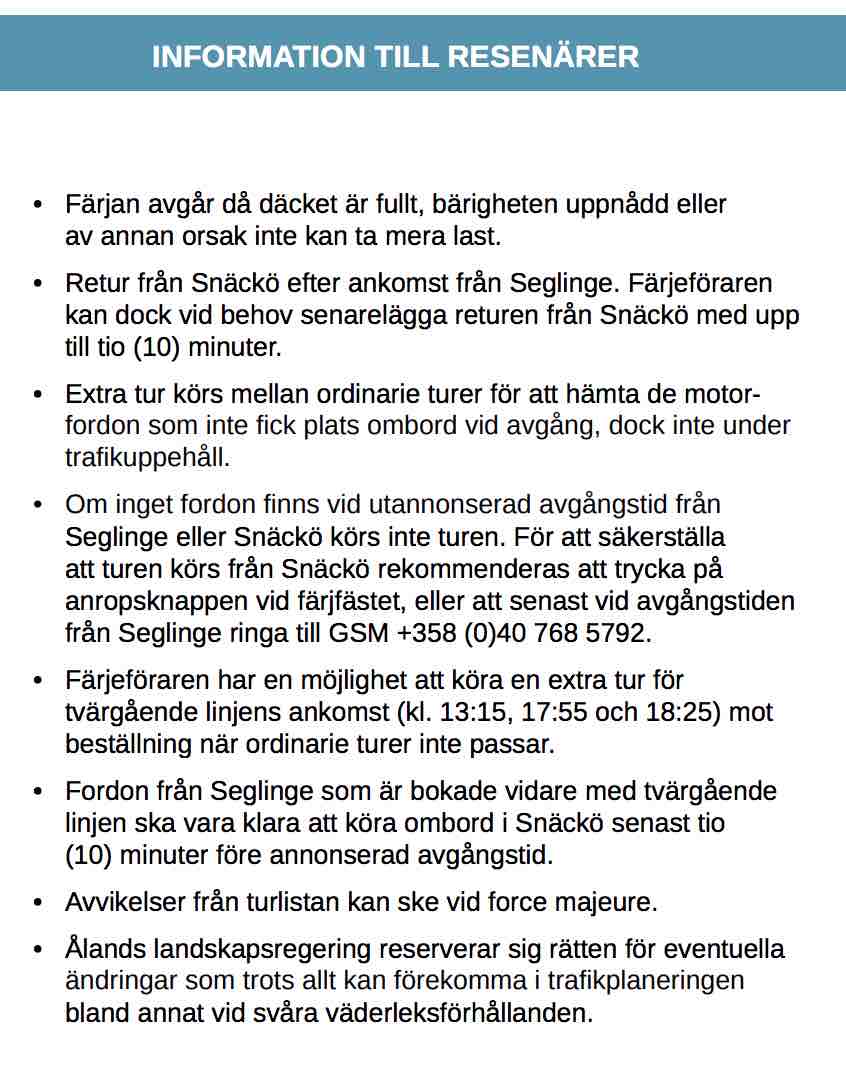 INFORMATION TILL RESENÄRER
• Färjan avgår då däcket är fullt, bärigheten uppnådd eller
av annan orsak inte kan ta mera last.
• Retur från Snäckö efter ankomst från Seglinge. Färjeföraren
kan dock vid behov senarelägga returen från Snäckö med upp
till tio (10) minuter.
• Extra tur körs mellan ordinarie turer för att hämta de motor-
fordon som inte fick plats ombord vid avgång, dock inte under
trafikuppehåll.
• Om inget fordon finns vid utannonserad avgångstid från
Seglinge eller Snäckö körs inte turen. För att säkerställa
att turen körs från Snäckö rekommenderas att trycka på
anropsknappen vid färjfästet, eller att senast vid avgångstiden
från Seglinge ringa till GSM +358 (0)40 768 5792.
• Färjeföraren har en möjlighet att köra en extra tur för
tvärgående linjens ankomst (kl. 13:15, 17:55 och 18:25) mot
beställning när ordinarie turer inte passar.
• Fordon från Seglinge som är bokade vidare med tvärgående
linjen ska vara klara att köra ombord i Snäckö senast tio
(10) minuter före annonserad avgångstid.
• Avvikelser från turlistan kan ske vid force majeure.
• Ålands landskapsregering reserverar sig rätten för eventuella
ändringar som trots allt kan förekomma i trafikplaneringen
bland annat vid svåra väderleksförhållanden.